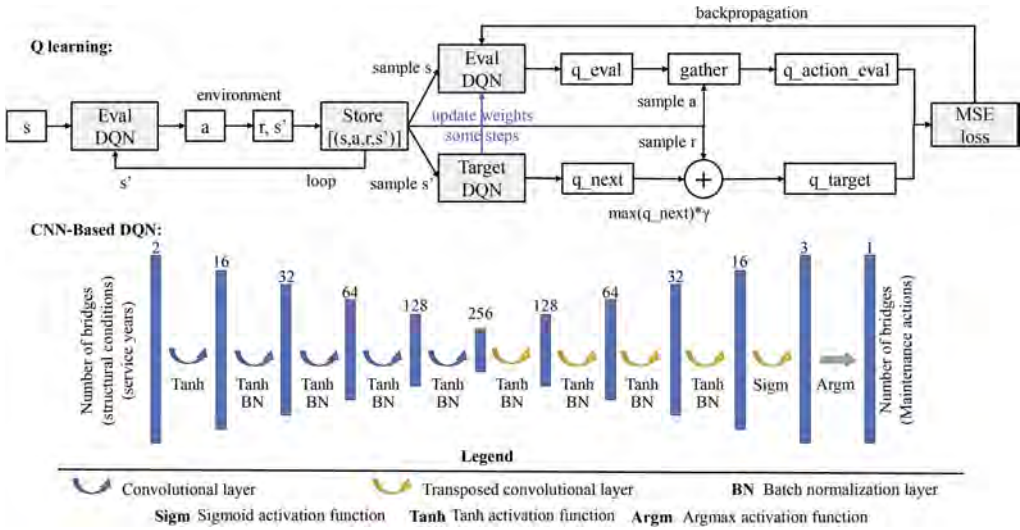 backpropagation
Q learning:
sample s
Eval
DQN
q_eval
gather
q_action_eval
environment
s
Eval
DQN
a
r, s’
Store
[(s,a,r,s’)]
update weights
some steps
sample a
sample r
MSE
loss
s’
loop
sample s’
Target
DQN
q_next
+
q_target
max(q_next)*γ
CNN-Based DQN:
2
16
32
64
128
256
128
64
32
16
3
1
Number of bridges
(structural conditions)
(service years)
Tanh
Tanh
BN
Tanh
BN
Tanh
BN
Tanh
BN
Tanh
BN
Tanh
BN
Tanh
BN
Tanh
BN
Sigm
Argm
Number of bridges
(Maintenance actions)
Legend
Convolutional layer
Transposed convolutional layer
BN Batch normalization layer
Sigm Sigmoid activation function
Tanh Tanh activation function
Argm Argmax activation function